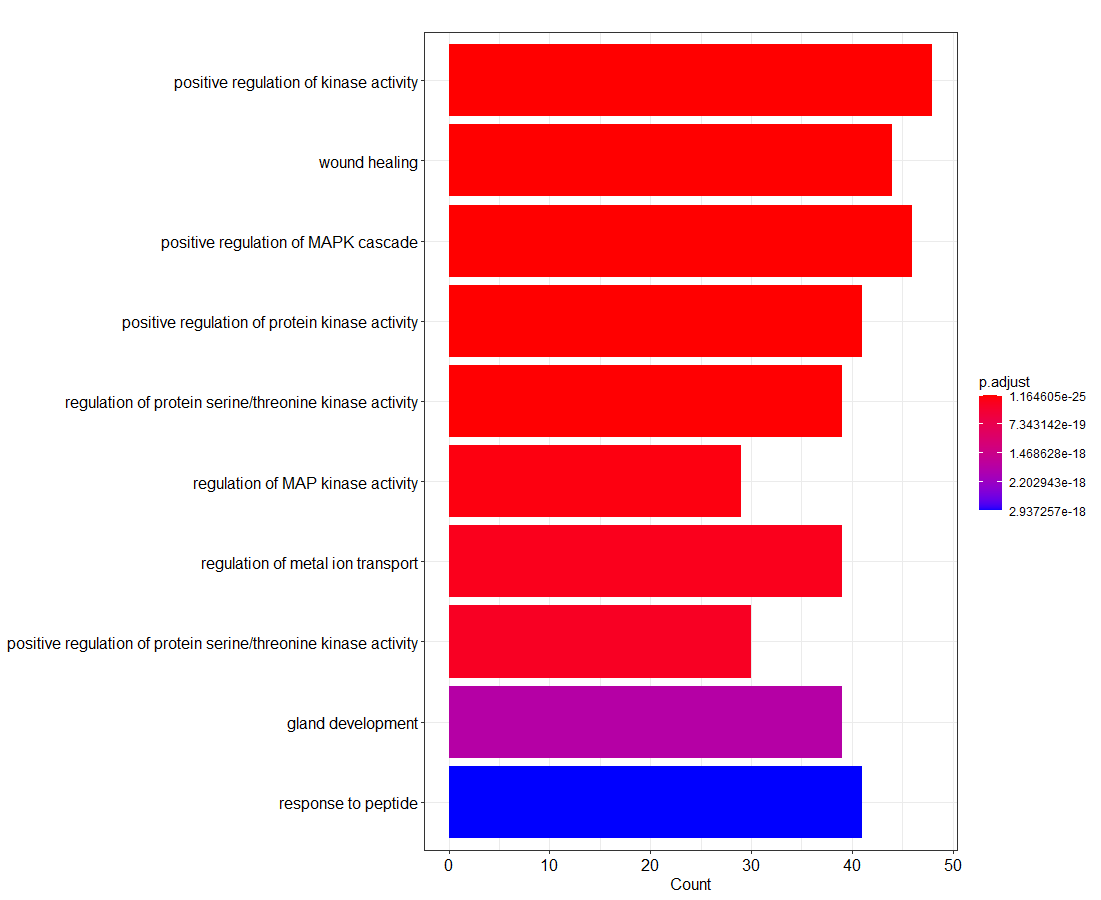 positive regulation of kinase activity
wound healing
positive regulation of MAPK cascade
positive regulation of protein kinase activity
regulation of protein serine/threonine kinase activity
regulation of MAP kinase activity
regulation of metal ion transport
positive regulation of protein serine/threonine kinase activity
gland development
response to peptide
0 10 20 30 40 50
Count
p.adjust
1.164605e-25
7.343142e-19
1.468628e-18
2.202943e-18
2.937257e-18